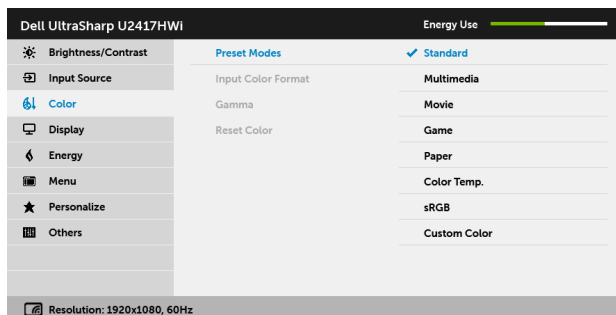 Dell UltraSharp U2417HWi
Energy Use
Brightness/Contrast
Preset Modes
Standard
Input Source
Input Color Format
Multimedia
Color
Gamma
Movie
Display
Reset Color
Game
Energy
Paper
Menu
Color Temp.
Personalize
sRGB
Others
Custom Color
Resolution: 1920x1080, 60Hz